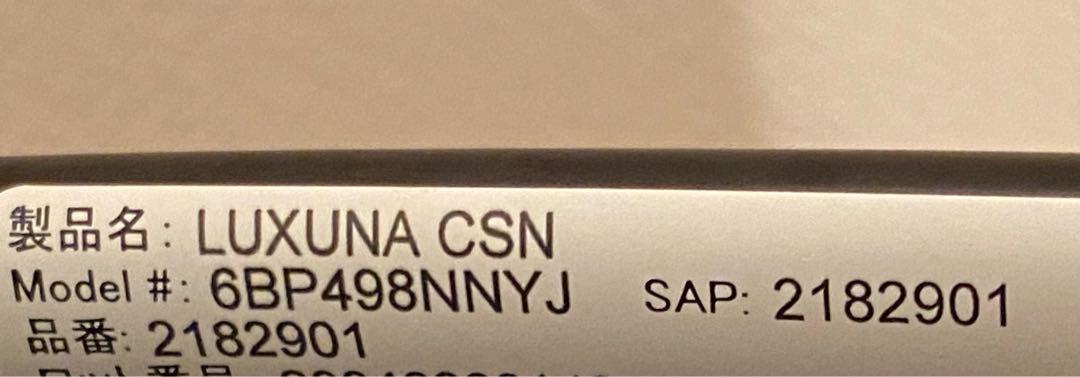 製品名: LUXUNA CSN
Model #: 6BP498NNYJ SAP: 2182901
品番: 2182901